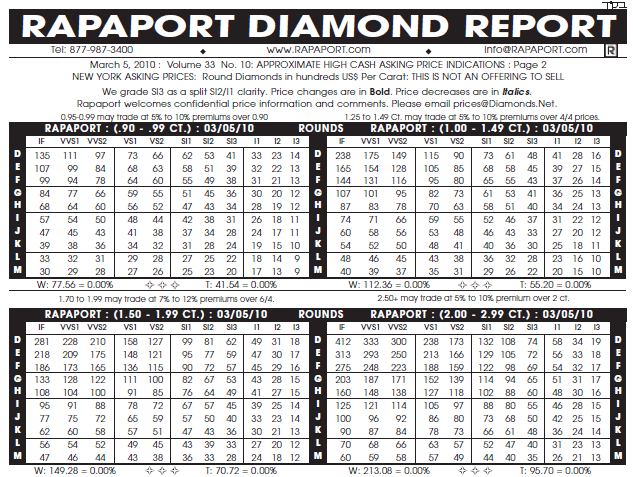 RAPAPORT DIAMOND REPORT
Tel: 877-987-3400 ◆ www.RAPAPORT.com ◆ Info@RAPAPORT.com R
March 5, 2010 : Volume 33 No. 10: APPROXIMATE HIGH CASH ASKING PRICE INDICATIONS : Page 2
NEW YORK ASKING PRICES: Round Diamonds in hundreds US$ Per Carat: THIS IS NOT AN OFFERING TO SELL
We grade SI3 as a split SI2/I1 clarity. Price changes are in Bold. Price decreases are in Italics.
Rapaport welcomes confidential price information and comments. Please email prices@Diamonds.Net.
0.95-0.99 may trade at 5% to 10% premiums over 0.90 1.25 to 1.49 Ct. may trade at 5% to 10% premiums over 4/4 prices.
RAPAPORT : (.90 - .99 CT.) : 03/05/10 ROUNDS RAPAPORT : (1.00 - 1.49 CT.) : 03/05/10
IF VVS1 VVS2 VS1 VS2 SI1 SI2 SI3 I1 I2 I3 IF VVS1 VVS2 VS1 VS2 SI1 SI2 SI3 I1 I2 I3
D 135 111 97 73 66 62 53 41 33 23 14 D 238 175 149 115 90 73 61 48 41 28 16 D
E 107 99 84 68 63 58 51 39 32 22 13 E 165 154 128 105 85 68 58 45 39 27 15 E
F 99 94 78 64 60 55 49 38 31 21 13 F 144 131 116 95 80 65 55 43 37 26 14 F
G 84 77 66 59 55 51 45 36 30 20 12 G 107 101 95 82 73 61 53 41 36 25 13 G
H 68 64 60 56 52 47 43 34 28 19 12 H 87 83 78 70 63 58 51 40 34 24 13 H
I 57 54 50 48 44 42 38 31 26 18 11 I 74 71 66 59 55 52 46 37 31 22 12 I
J 47 45 43 41 38 37 34 28 24 17 11 J 60 58 56 53 48 46 43 33 27 20 12 J
K 39 38 36 34 32 31 28 24 19 15 10 K 54 52 50 48 41 40 36 30 25 18 11 K
L 33 32 31 29 28 27 25 22 18 14 9 L 48 46 45 43 38 36 32 28 23 16 10 L
M 30 29 28 26 25 25 23 20 17 13 9 M 40 39 37 35 31 29 26 22 20 15 10 M
W: 77.56 = 0.00% T: 41.54 = 0.00% W: 112.36 = 0.00% T: 55.20 = 0.00%
1.70 to 1.99 may trade at 7% to 12% premiums over 6/4. 2.50+ may trade at 5% to 10% premium over 2 ct.
RAPAPORT : (1.50 - 1.99 CT.) : 03/05/10 ROUNDS RAPAPORT : (2.00 - 2.99 CT.) : 03/05/10
IF VVS1 VVS2 VS1 VS2 SI1 SI2 SI3 I1 I2 I3 IF VVS1 VVS2 VS1 VS2 SI1 SI2 SI3 I1 I2 I3
D 281 228 210 158 127 99 81 62 49 31 18 D 412 333 300 238 173 132 108 74 58 34 19 D
E 218 209 175 148 121 95 77 59 47 30 17 E 313 293 250 213 166 129 105 72 56 33 18 E
F 186 173 165 136 115 90 72 57 45 29 16 F 275 248 223 188 159 122 98 69 54 32 17 F
G 133 128 122 111 100 82 67 53 43 28 15 G 203 187 171 152 139 114 94 65 51 31 16 G
H 108 104 100 91 85 76 64 49 41 27 15 H 160 148 138 127 118 102 88 60 48 30 16 H
I 95 91 88 78 72 67 57 45 39 25 14 I 125 121 114 105 97 88 80 55 46 28 15 I
J 77 75 72 65 59 57 50 40 33 23 14 J 100 96 92 86 80 73 68 50 42 25 15 J
K 62 60 58 57 51 47 43 36 30 21 13 K 90 87 84 78 73 66 61 48 36 24 14 K
L 56 54 52 49 45 43 39 33 27 20 12 L 70 68 66 63 57 52 47 40 31 23 13 L
M 47 46 44 43 38 36 33 28 24 18 12 M 60 59 58 57 49 44 40 35 26 21 13 M
W: 149.28 = 0.00% T: 70.72 = 0.00% W: 213.08 = 0.00% T: 95.70 = 0.00%